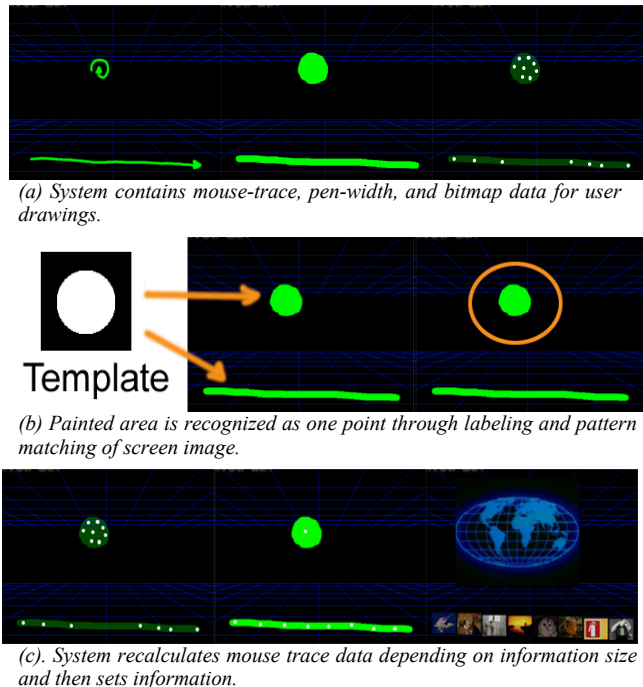 (a) System contains mouse-trace, pen-width, and bitmap data for user
drawings.
Template
(b) Painted area is recognized as one point through labeling and pattern
matching of screen image.
(c). System recalculates mouse trace data depending on information size
and then sets information.